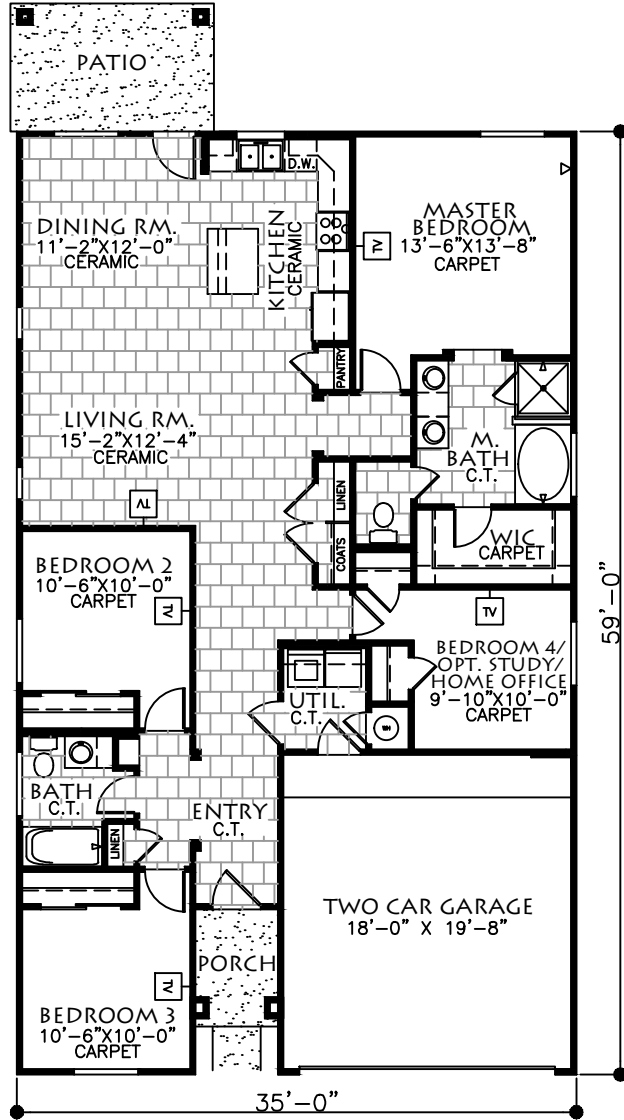 PATIO
D.W.
DINING RM.
11'-2"X12'-0"
CERAMIC
KITCHEN
CERAMIC
MASTER
BEDROOM
13'-6"X13'-8"
CARPET
TV
PANTRY
LIVING RM.
15'-2"X12'-4"
CERAMIC
M.
BATH
C.T.
LINEN
COATS
TV
WIC
CARPET
BEDROOM 2
10'-6"X10'-0"
CARPET
TV
TV
BEDROOM 4/
OPT. STUDY/
HOME OFFICE
9'-10"X10'-0"
CARPET
59'-0"
UTIL.
C.T.
WH
BATH
C.T.
LINEN
ENTRY
C.T.
TWO CAR GARAGE
18'-0" X 19'-8"
PORCH
TV
BEDROOM 3
10'-6"X10'-0"
CARPET
35'-0"